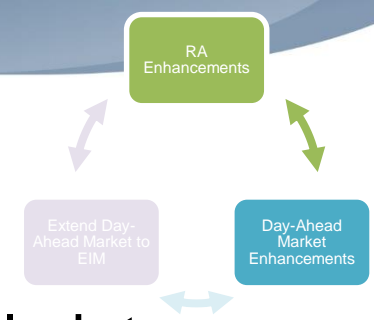 RA
Enhancements
Extend Day-
Ahead Market to
EIM
Day-Ahead
Market
Enhancements